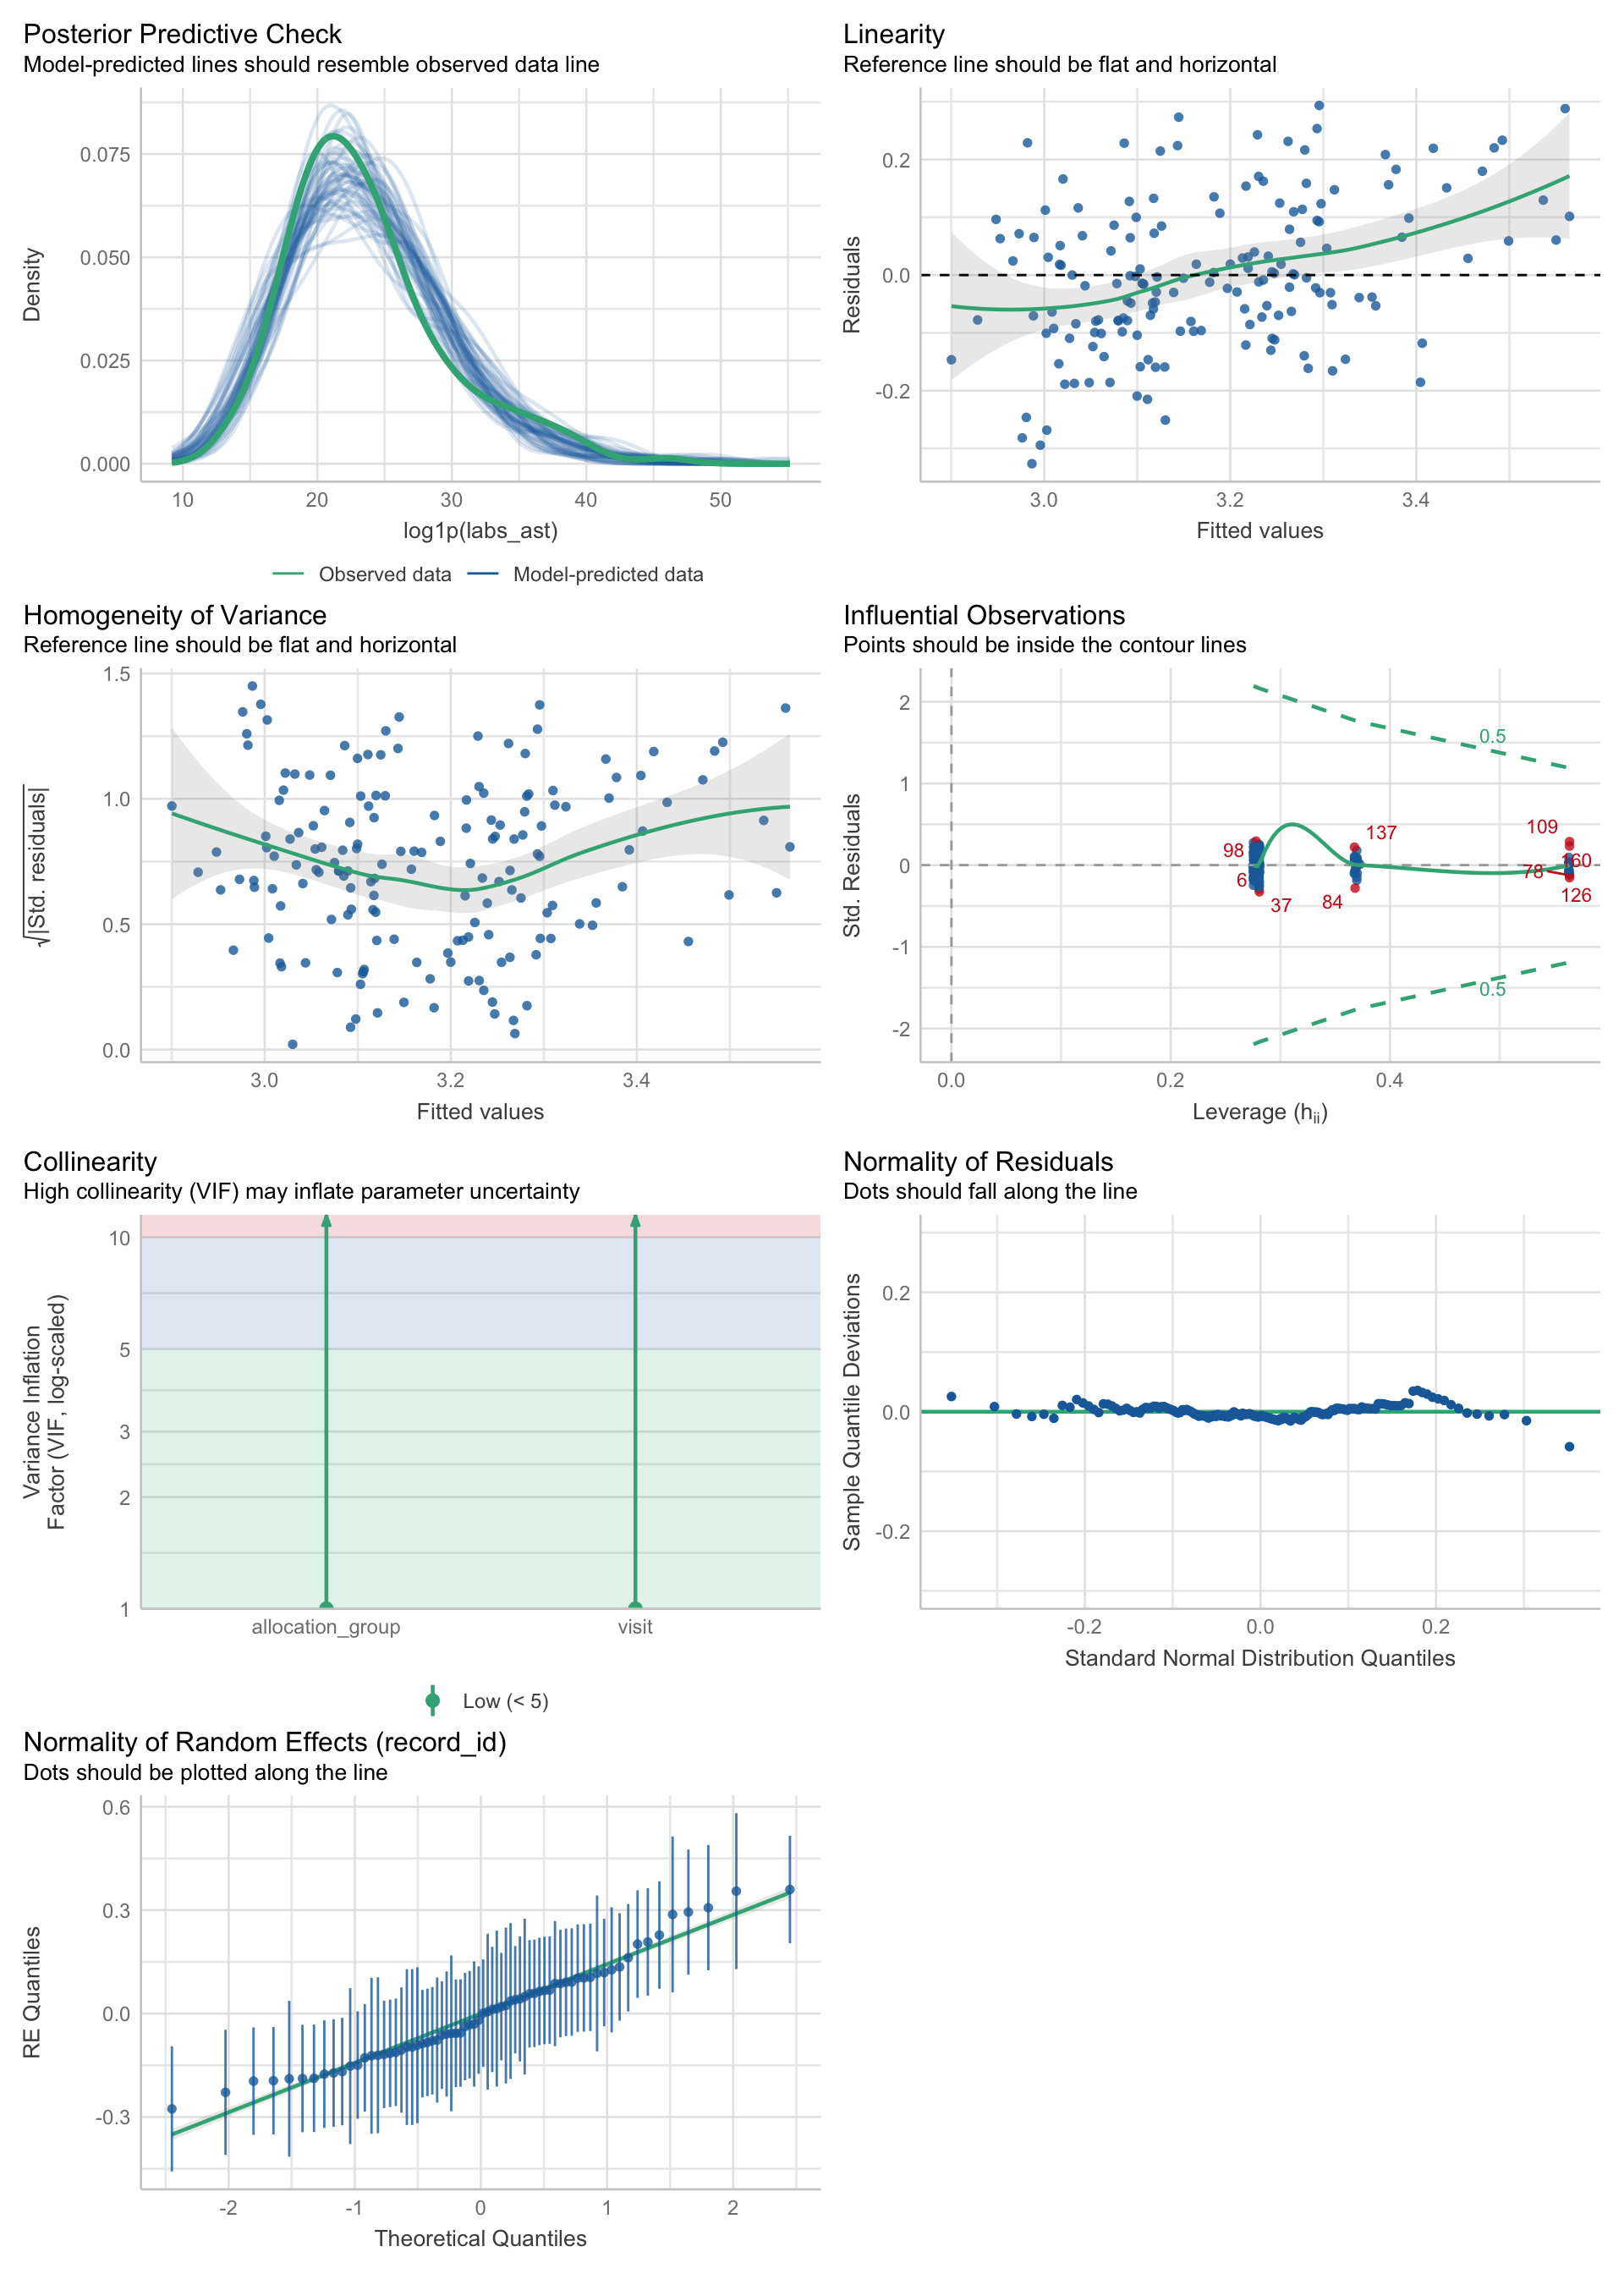 Posterior Predictive Check
Model-predicted lines should resemble observed data line
Density
0.075
0.050
0.025
0.000
10 20 30 40 50
log1p(labs_ast)
Observed data Model-predicted data
Linearity
Reference line should be flat and horizontal
Residuals
0.2
0.0
-0.2
3.0 3.2 3.4
Fitted values
Homogeneity of Variance
Reference line should be flat and horizontal
√|Std. residuals|
1.5
1.0
0.5
0.0
3.0 3.2 3.4
Fitted values
Influential Observations
Points should be inside the contour lines
Std. Residuals
2
1
0
-1
-2
0.5
137
109
98
160
78
6
126
84
37
0.5
0.0 0.2 0.4
Leverage (hii)
Collinearity
High collinearity (VIF) may inflate parameter uncertainty
Variance Inflation
Factor (VIF, log-scaled)
10
5
3
2
1
allocation_group visit
Low (< 5)
Normality of Residuals
Dots should fall along the line
Sample Quantile Deviations
0.2
0.0
-0.2
-0.2 0.0 0.2
Standard Normal Distribution Quantiles
Normality of Random Effects (record_id)
Dots should be plotted along the line
RE Quantiles
0.6
0.3
0.0
-0.3
-2 -1 0 1 2
Theoretical Quantiles